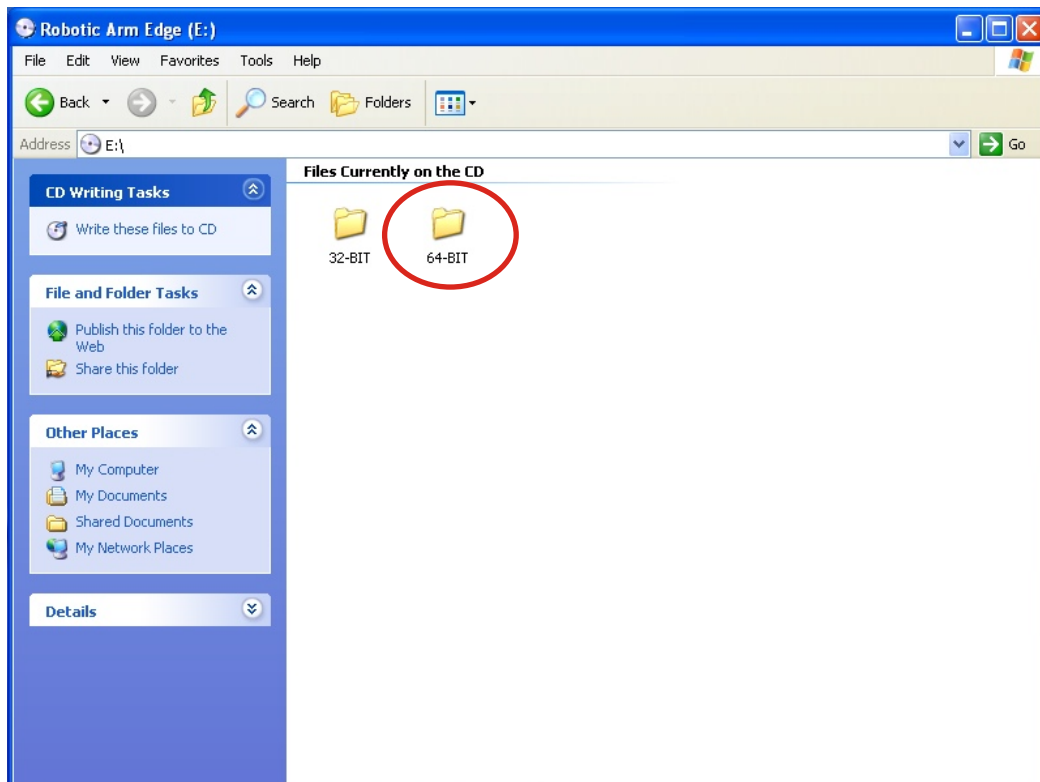 Robotic Arm Edge (E:)
File Edit View Favorites Tools Help
Back Search Folders
Address E:\ Go
CD Writing Tasks
Write these files to CD
File and Folder Tasks
Publish this folder to the
Web
Share this folder
Other Places
My Computer
My Documents
Shared Documents
My Network Places
Details
Files Currently on the CD
32-BIT 64-BIT